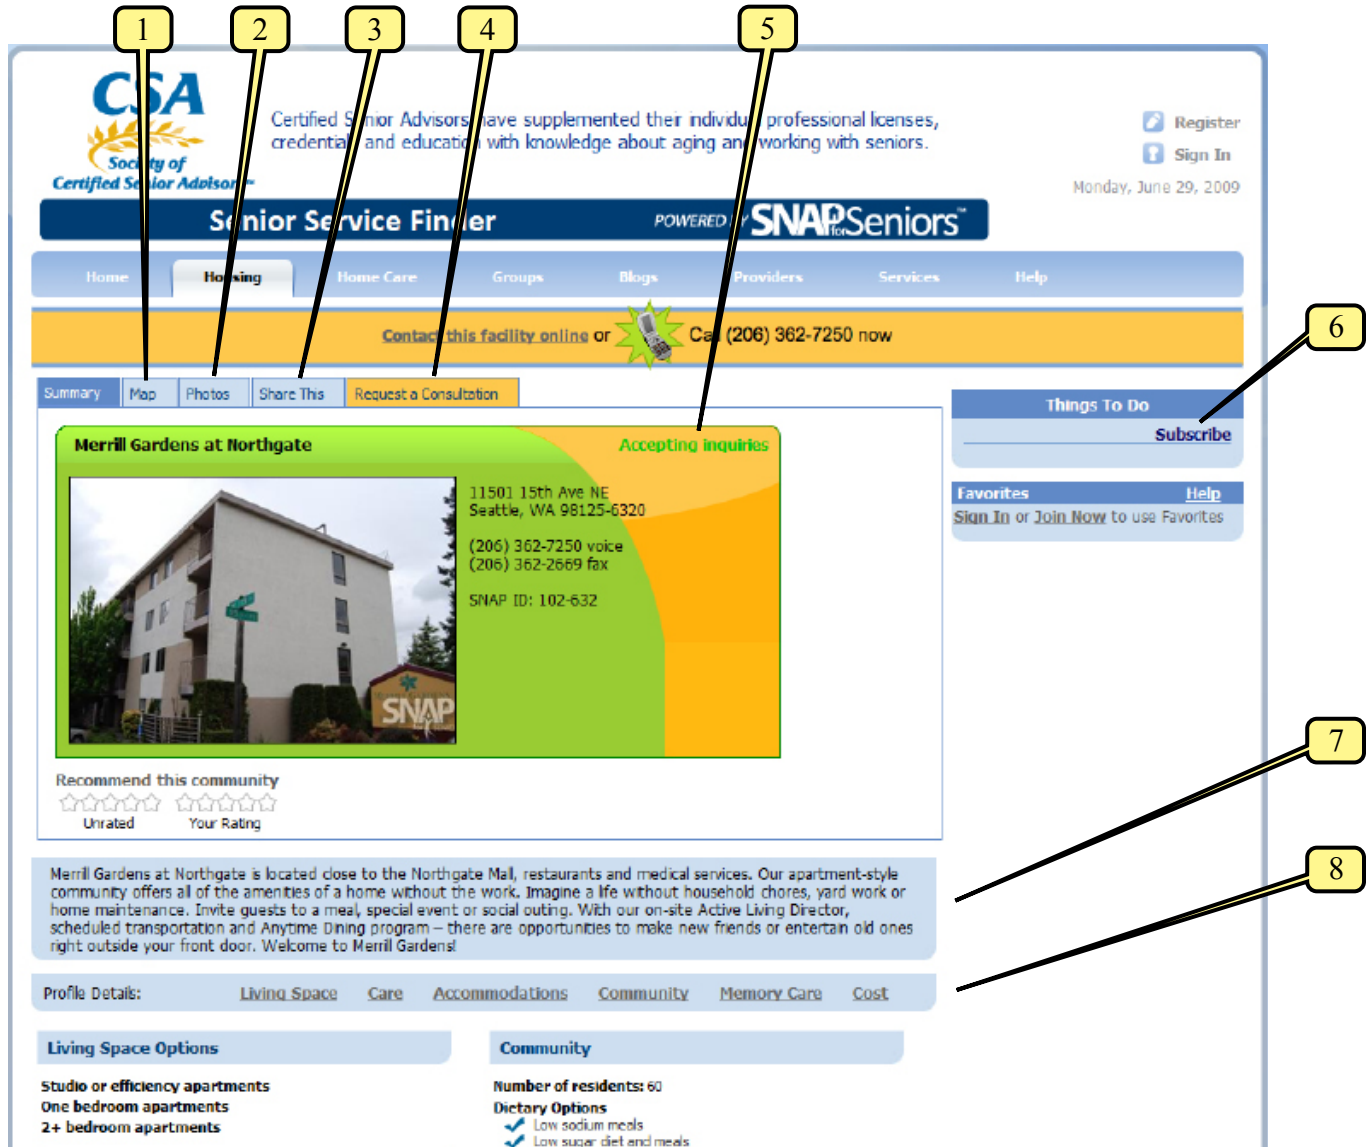 1
2
3
4
5
CSA
Society of
Certified Senior Advisors
Certified Senior Advisors have supplemented their individual professional licenses,
credentials and education with knowledge about aging and working with seniors.
Register
Sign In
Monday, June 29, 2009
Senior Service Finder
POWERED BY SNAPforSeniors™
Home Housing Home Care Groups Blogs Providers Services Help
Contact this facility online or Call (206) 362-7250 now
6
Summary Map Photos Share This Request a Consultation
Things To Do
Subscribe
Merrill Gardens at Northgate
Accepting inquiries
11501 15th Ave NE
Seattle, WA 98125-6320
(206) 362-7250 voice
(206) 362-2669 fax
SNAP ID: 102-632
Favorites Help
Sign In or Join Now to use Favorites
SNAP
7
Recommend this community
Unrated Your Rating
8
Merrill Gardens at Northgate is located close to the Northgate Mall, restaurants and medical services. Our apartment-style
community offers all of the amenities of a home without the work. Imagine a life without household chores, yard work or
home maintenance. Invite guests to a meal, special event or social outing. With our on-site Active Living Director,
scheduled transportation and Anytime Dining program – there are opportunities to make new friends or entertain old ones
right outside your front door. Welcome to Merrill Gardens!
Profile Details: Living Space Care Accommodations Community Memory Care Cost
Living Space Options
Studio or efficiency apartments
One bedroom apartments
2+ bedroom apartments
Community
Number of residents: 60
Dietary Options
Low sodium meals
Low sugar diet and meals